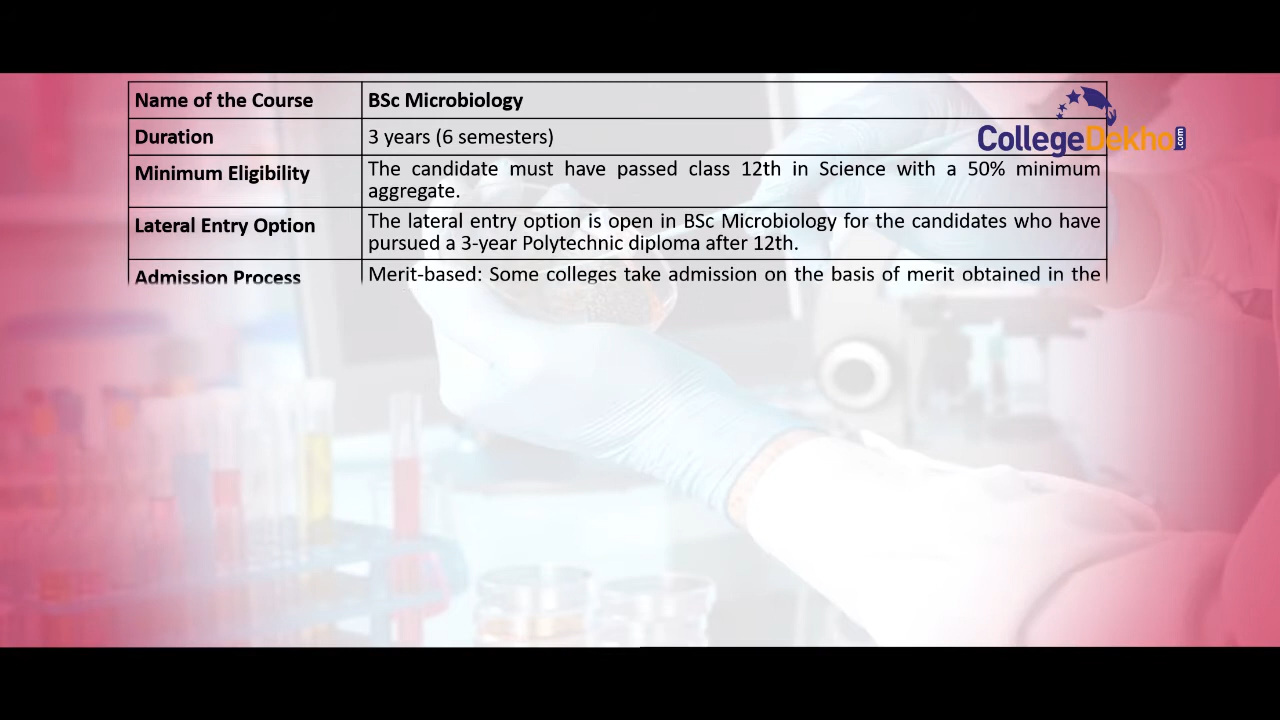 Name of the Course BSc Microbiology
CollegeDekho.com
Duration 3 years (6 semesters)
Minimum Eligibility The candidate must have passed class 12th in Science with a 50% minimum
aggregate.
Lateral Entry Option The lateral entry option is open in BSc Microbiology for the candidates who have
pursued a 3-year Polytechnic diploma after 12th.
Admission Process Merit-based: Some colleges take admission on the basis of merit obtained in the